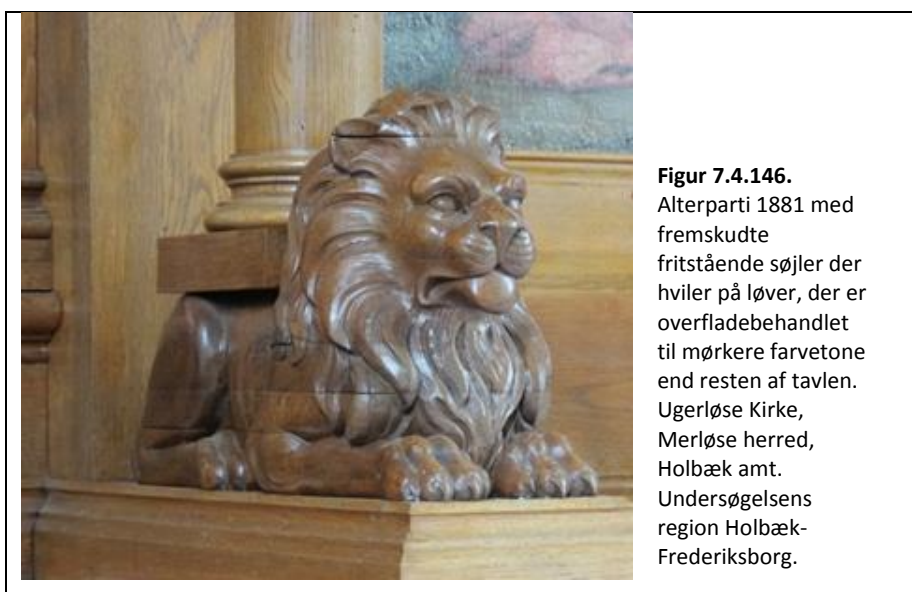 Figur 7.4.146.
Alterparti 1881 med
fremskudte
fritstående søjler der
hviler på løver, der er
overfladebehandlet
til mørkere farvetone
end resten af tavlen.
Ugerløse Kirke,
Merløse herred,
Holbæk amt.
Undersøgelsens
region Holbæk-
Frederiksborg.